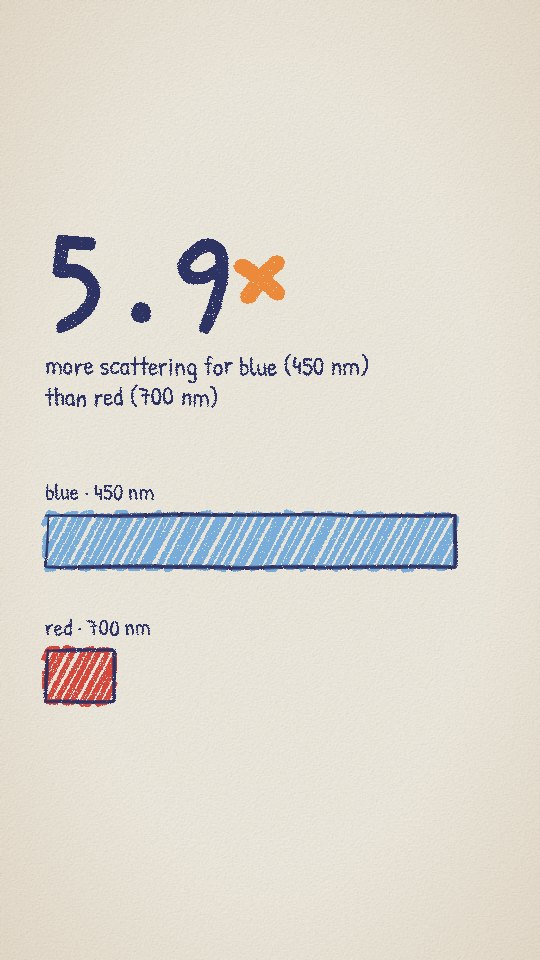 5.9×
more scattering for blue (450 nm)
than red (700 nm)
blue · 450 nm
red · 700 nm